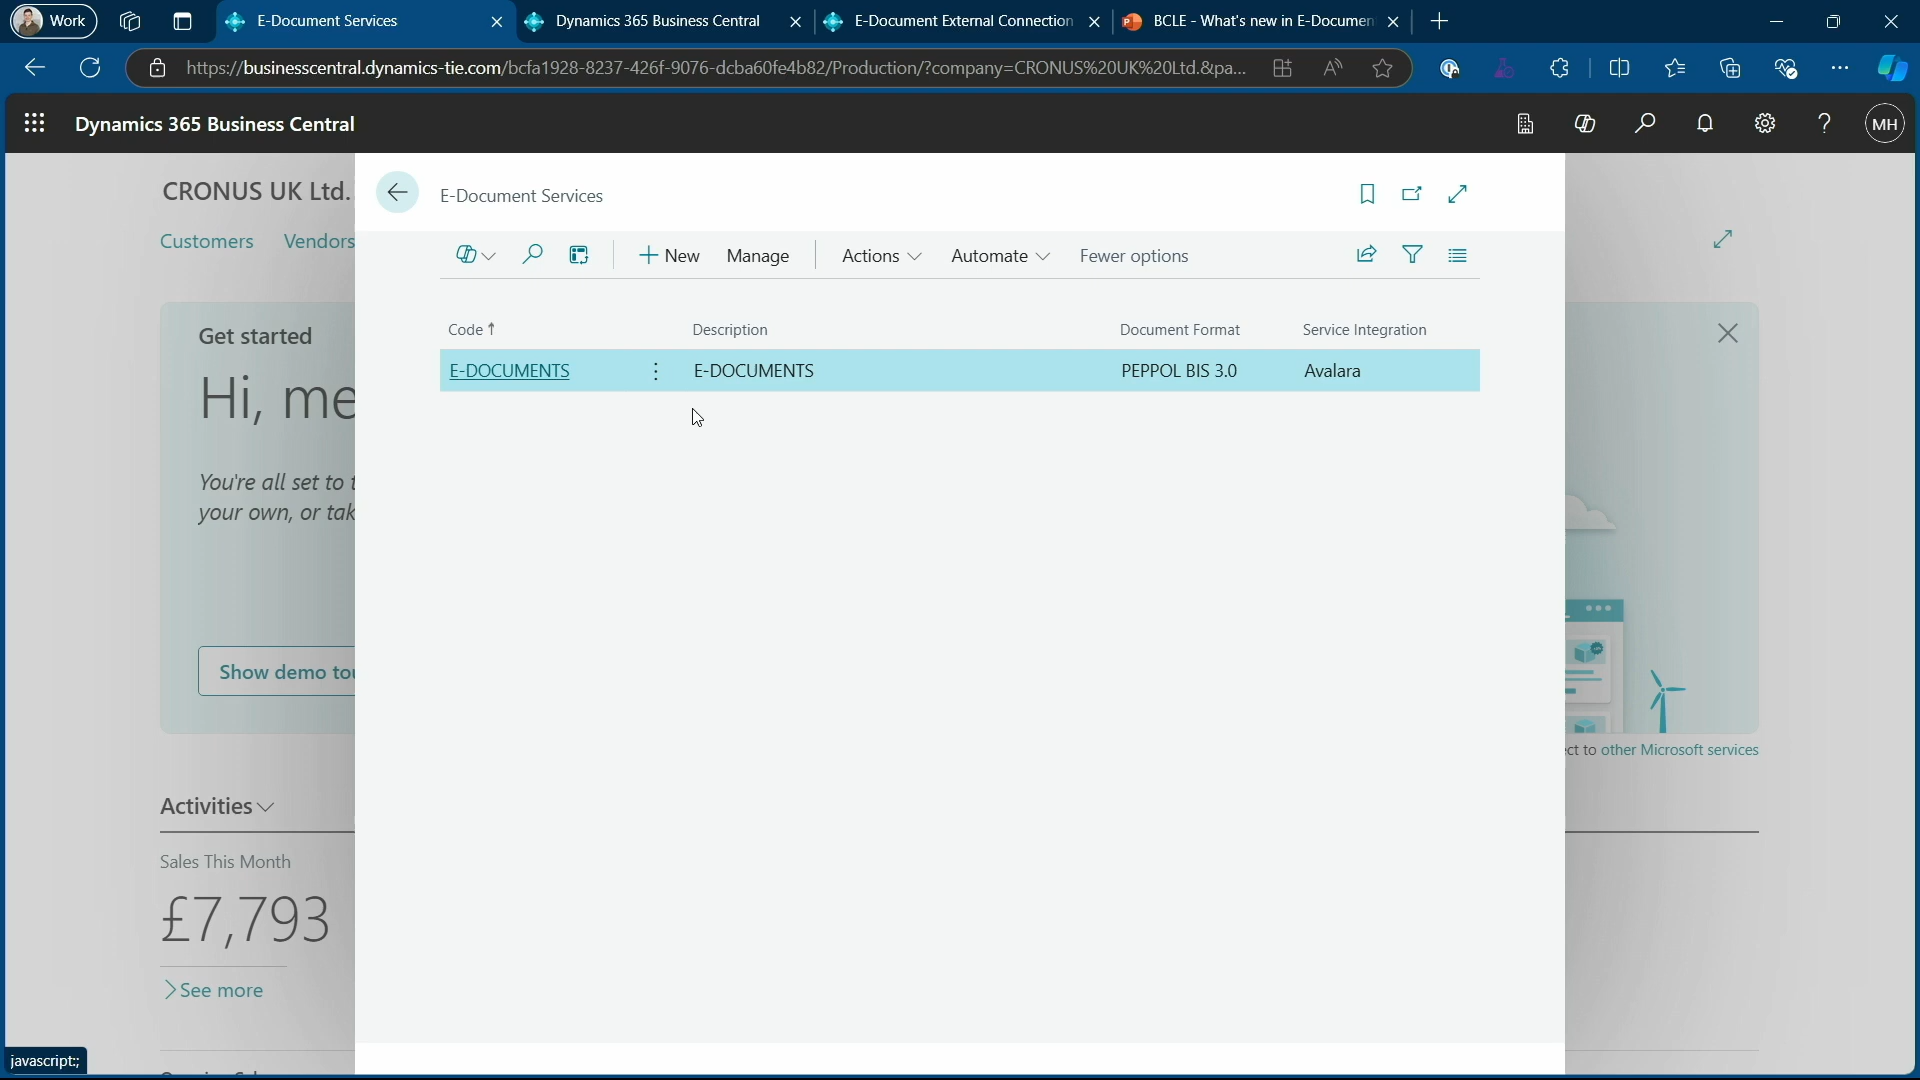 Work
E-Document Services
Dynamics 365 Business Central
E-Document External Connection
BCLE - What's new in E-Documen
https://businesscentral.dynamics-tie.com/bcfa1928-8237-426f-9076-dcba60fe4b82/Production/?company=CRONUS%20UK%20Ltd.&pa...
Dynamics 365 Business Central
MH
CRONUS UK Ltd.
E-Document Services
Customers Vendors
New Manage Actions Automate Fewer options
Get started
Code Description Document Format Service Integration
E-DOCUMENTS E-DOCUMENTS PEPPOL BIS 3.0 Avalara
Hi, me
You're all set to t
your own, or tak
Show demo tou
ct to other Microsoft services
Activities
Sales This Month
£7,793
See more
javascript:;